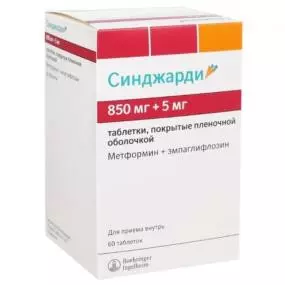 Синджарди
850 мг + 5 мг
таблетки, покрытые пленочной
оболочкой
Метформин + эмпаглифлозин
Для приема внутрь
60 таблеток
Boehringer
Ingelheim